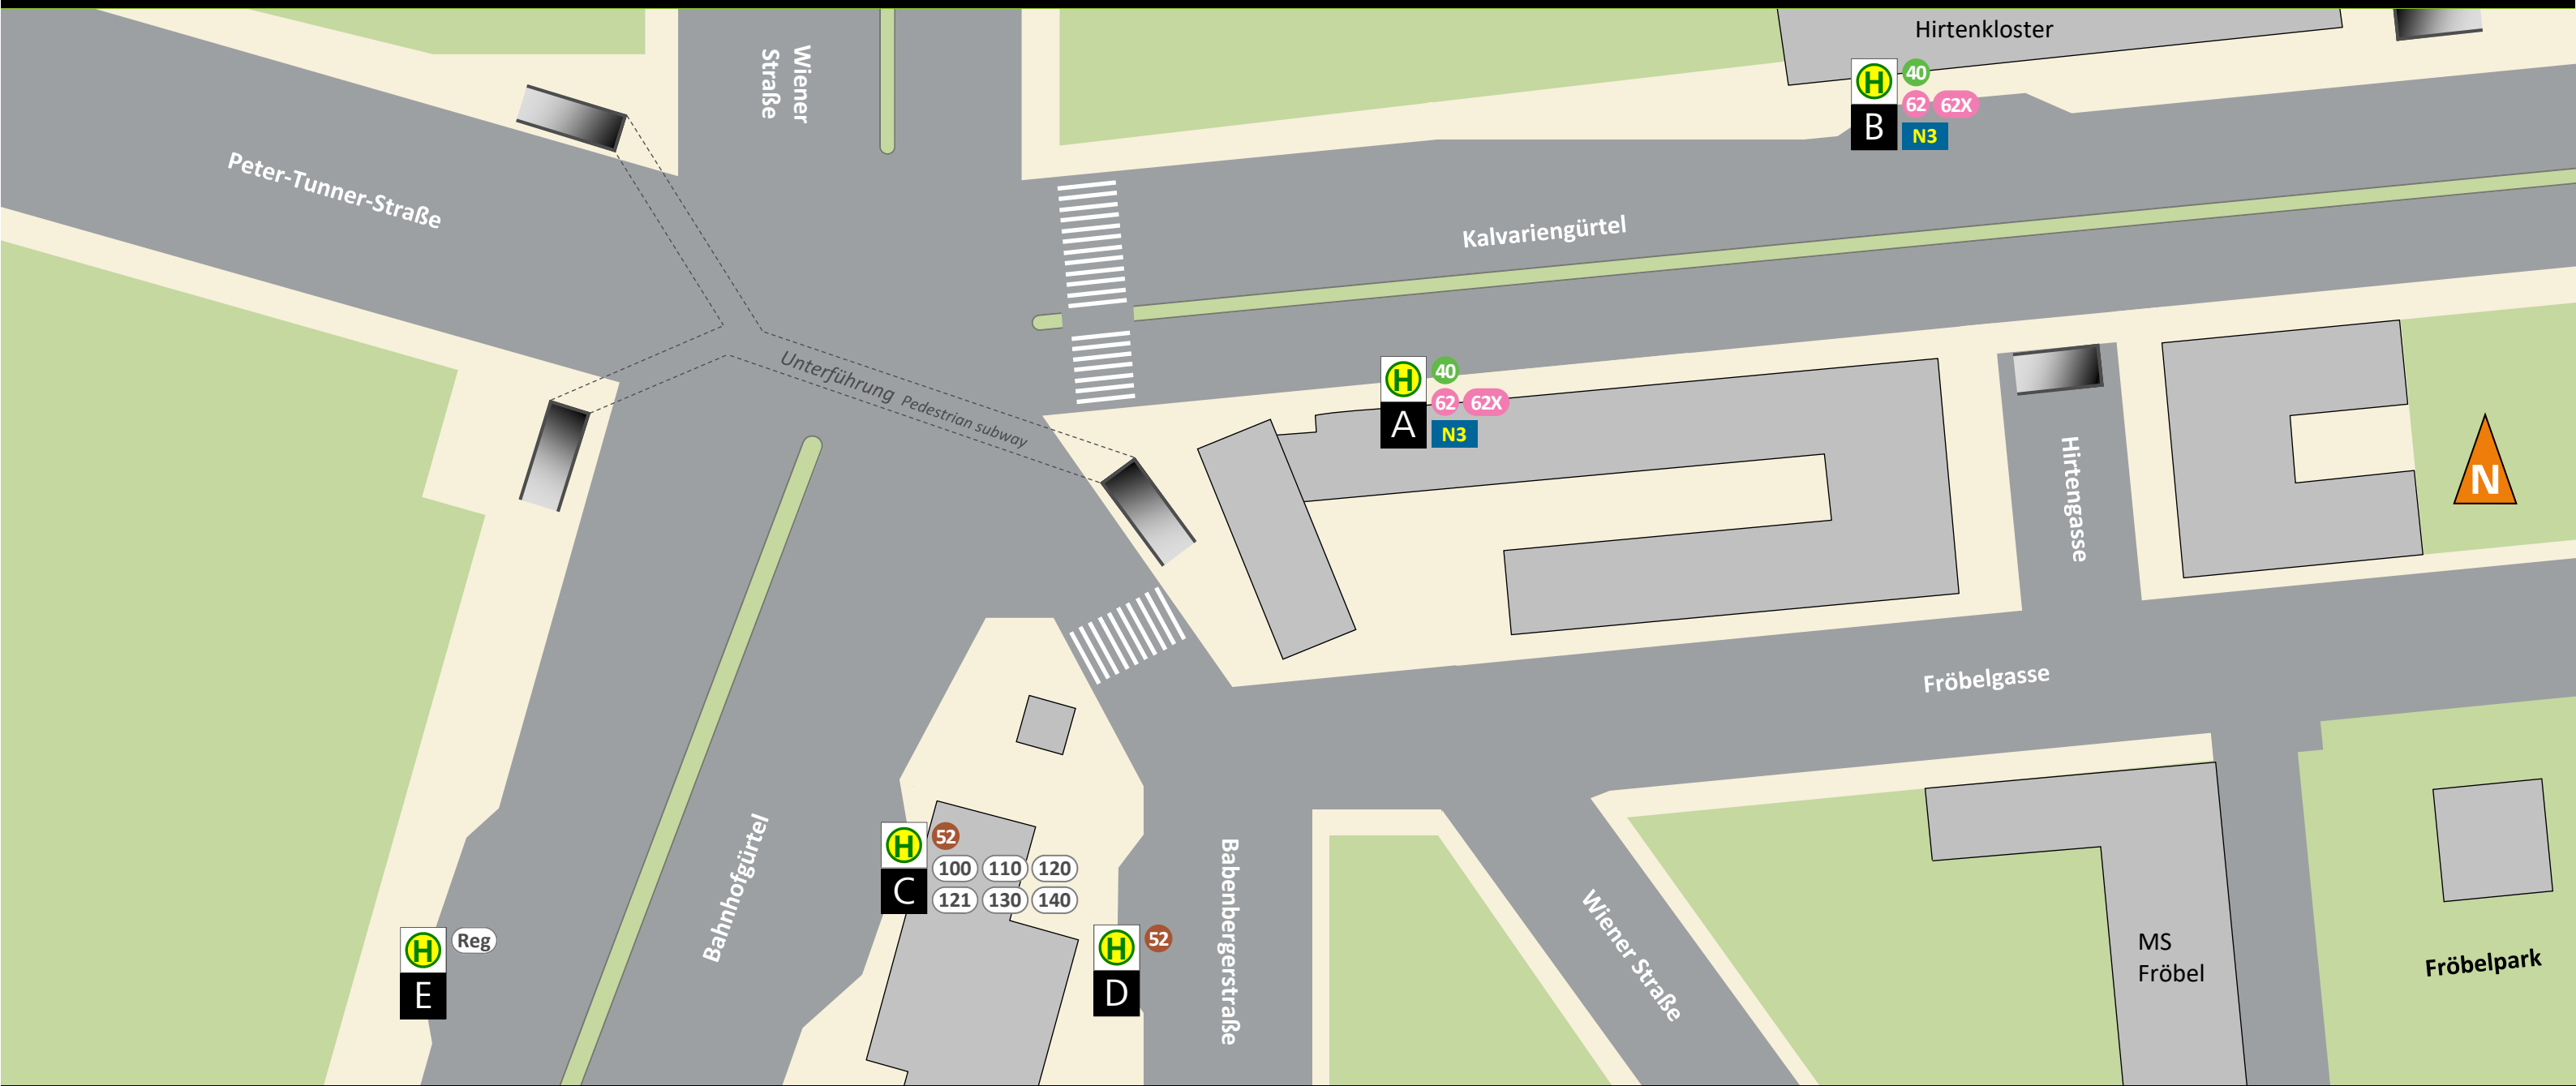 Hirtenkloster
Wiener
Straße
H
B
40
62 62X
N3
Peter-Tunner-Straße
Kalvariengürtel
Unterführung Pedestrian subway
H
A
40
62 62X
N3
Hirtengasse
N
Fröbelgasse
H
C
52
100 110 120
121 130 140
Bahnhofgürtel
H
D
52
Babenbergerstraße
Wiener Straße
H
E
Reg
MS
Fröbel
Fröbelpark